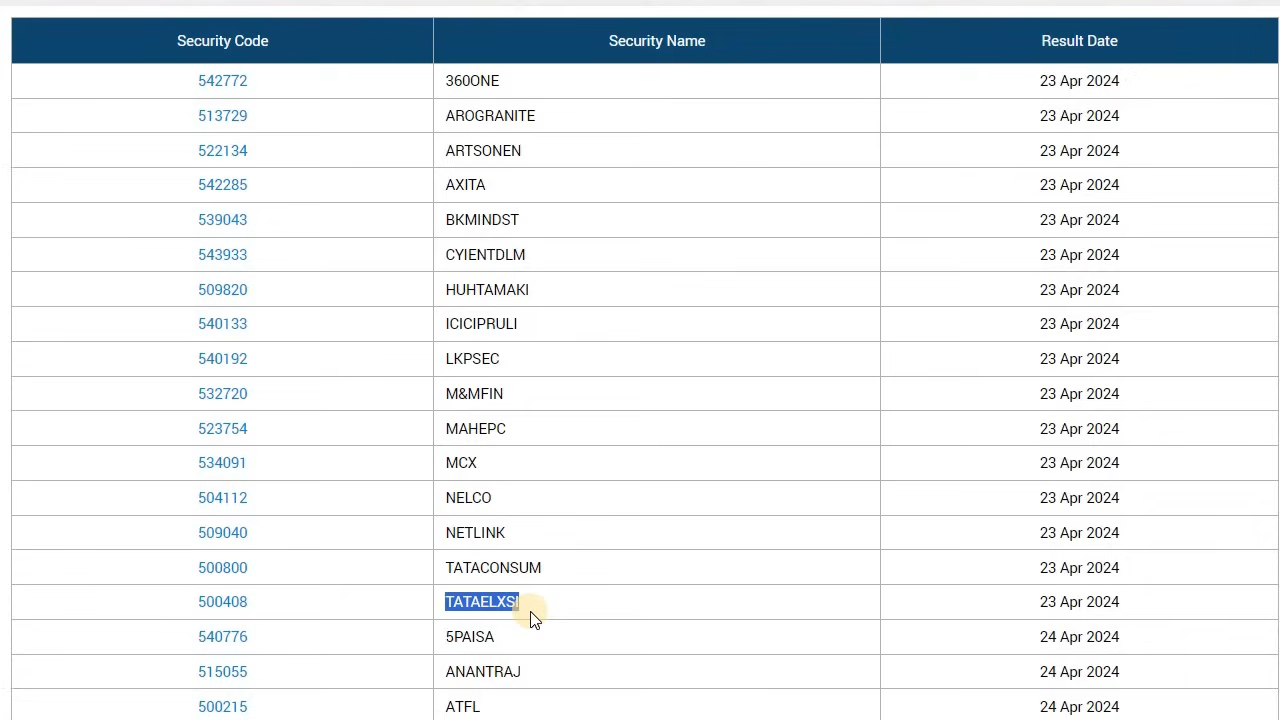 Security Code Security Name Result Date
542772 360ONE 23 Apr 2024
513729 AROGRANITE 23 Apr 2024
522134 ARTSONEN 23 Apr 2024
542285 AXITA 23 Apr 2024
539043 BKMINDST 23 Apr 2024
543933 CYIENTDLM 23 Apr 2024
509820 HUHTAMAKI 23 Apr 2024
540133 ICICIPRULI 23 Apr 2024
540192 LKPSEC 23 Apr 2024
532720 M&MFIN 23 Apr 2024
523754 MAHEPC 23 Apr 2024
534091 MCX 23 Apr 2024
504112 NELCO 23 Apr 2024
509040 NETLINK 23 Apr 2024
500800 TATACONSUM 23 Apr 2024
500408 TATAELXSI 23 Apr 2024
540776 5PAISA 24 Apr 2024
515055 ANANTRAJ 24 Apr 2024
500215 ATFL 24 Apr 2024